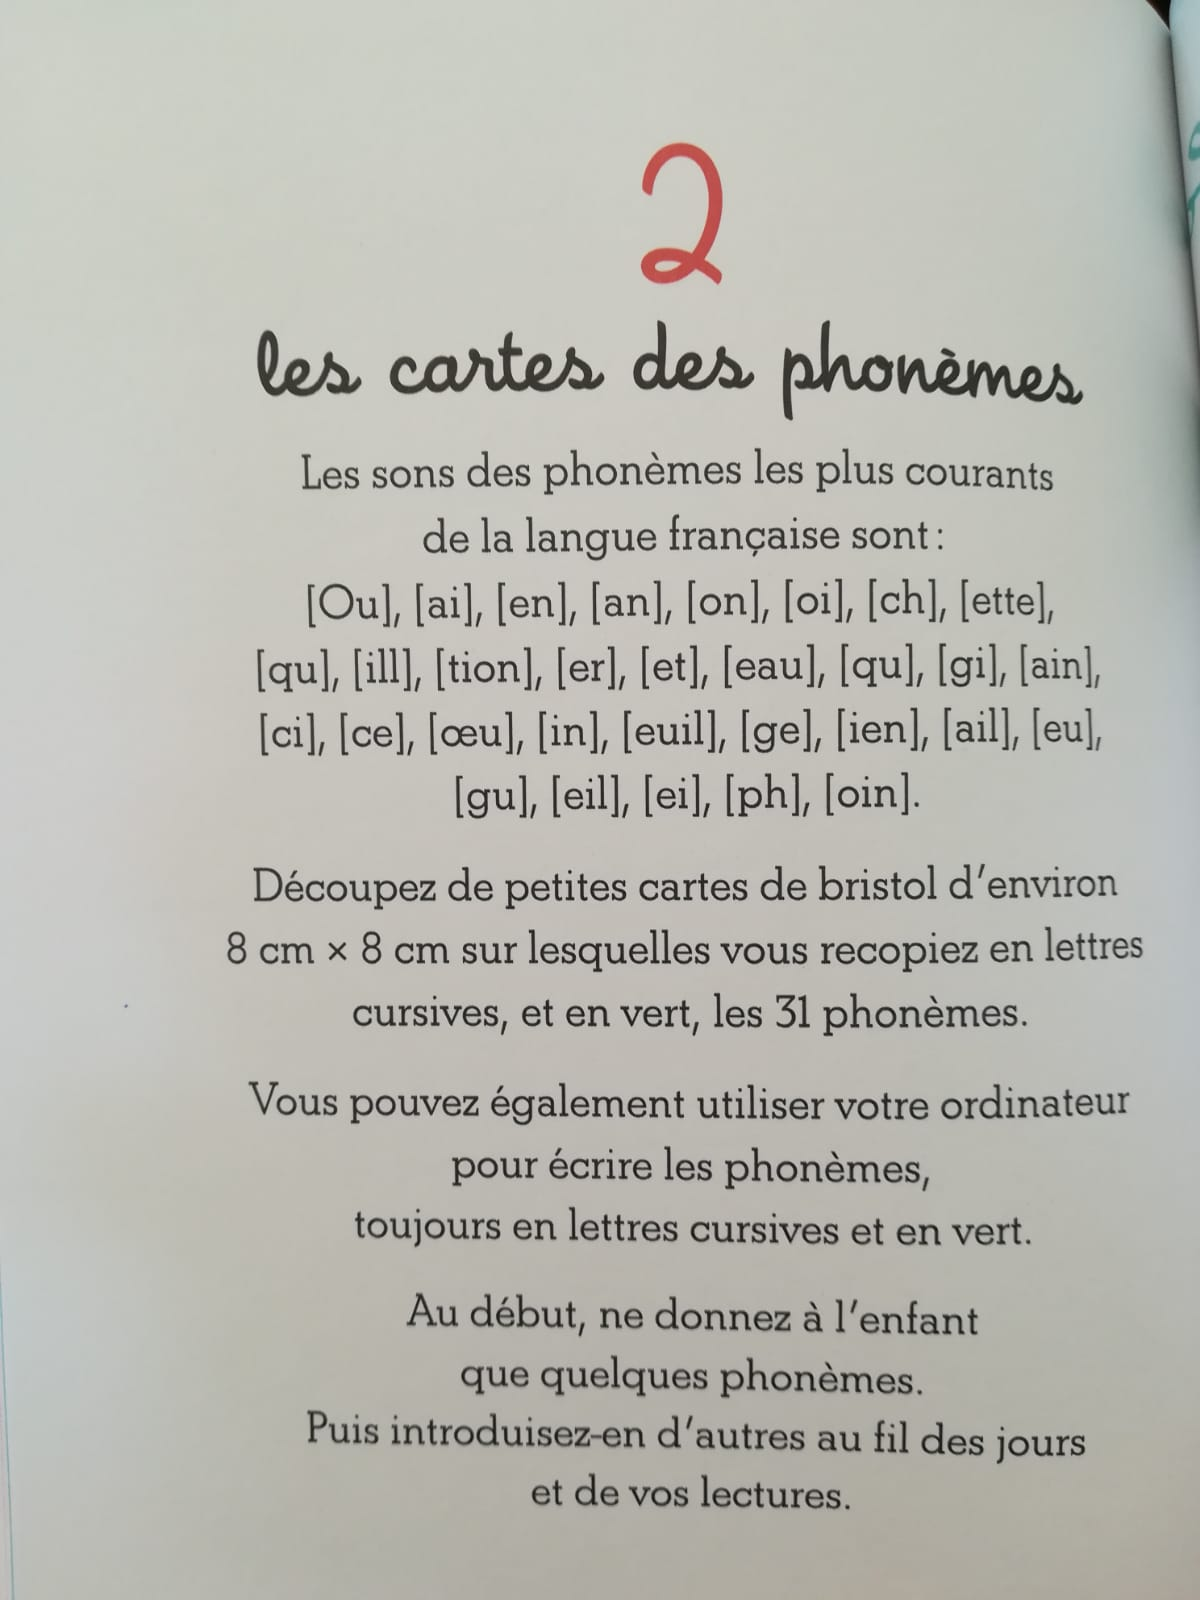 2
les cartes des phonèmes
Les sons des phonèmes les plus courants
de la langue française sont :
[Ou], [ai], [en], [an], [on], [oi], [ch], [ette],
[qu], [ill], [tion], [er], [et], [eau], [qu], [gi], [ain],
[ci], [ce], [œu], [in], [euil], [ge], [ien], [ail], [eu],
[gu], [eil], [ei], [ph], [oin].
Découpez de petites cartes de bristol d'environ
8 cm × 8 cm sur lesquelles vous recopiez en lettres
cursives, et en vert, les 31 phonèmes.
Vous pouvez également utiliser votre ordinateur
pour écrire les phonèmes,
toujours en lettres cursives et en vert.
Au début, ne donnez à l'enfant
que quelques phonèmes.
Puis introduisez-en d'autres au fil des jours
et de vos lectures.